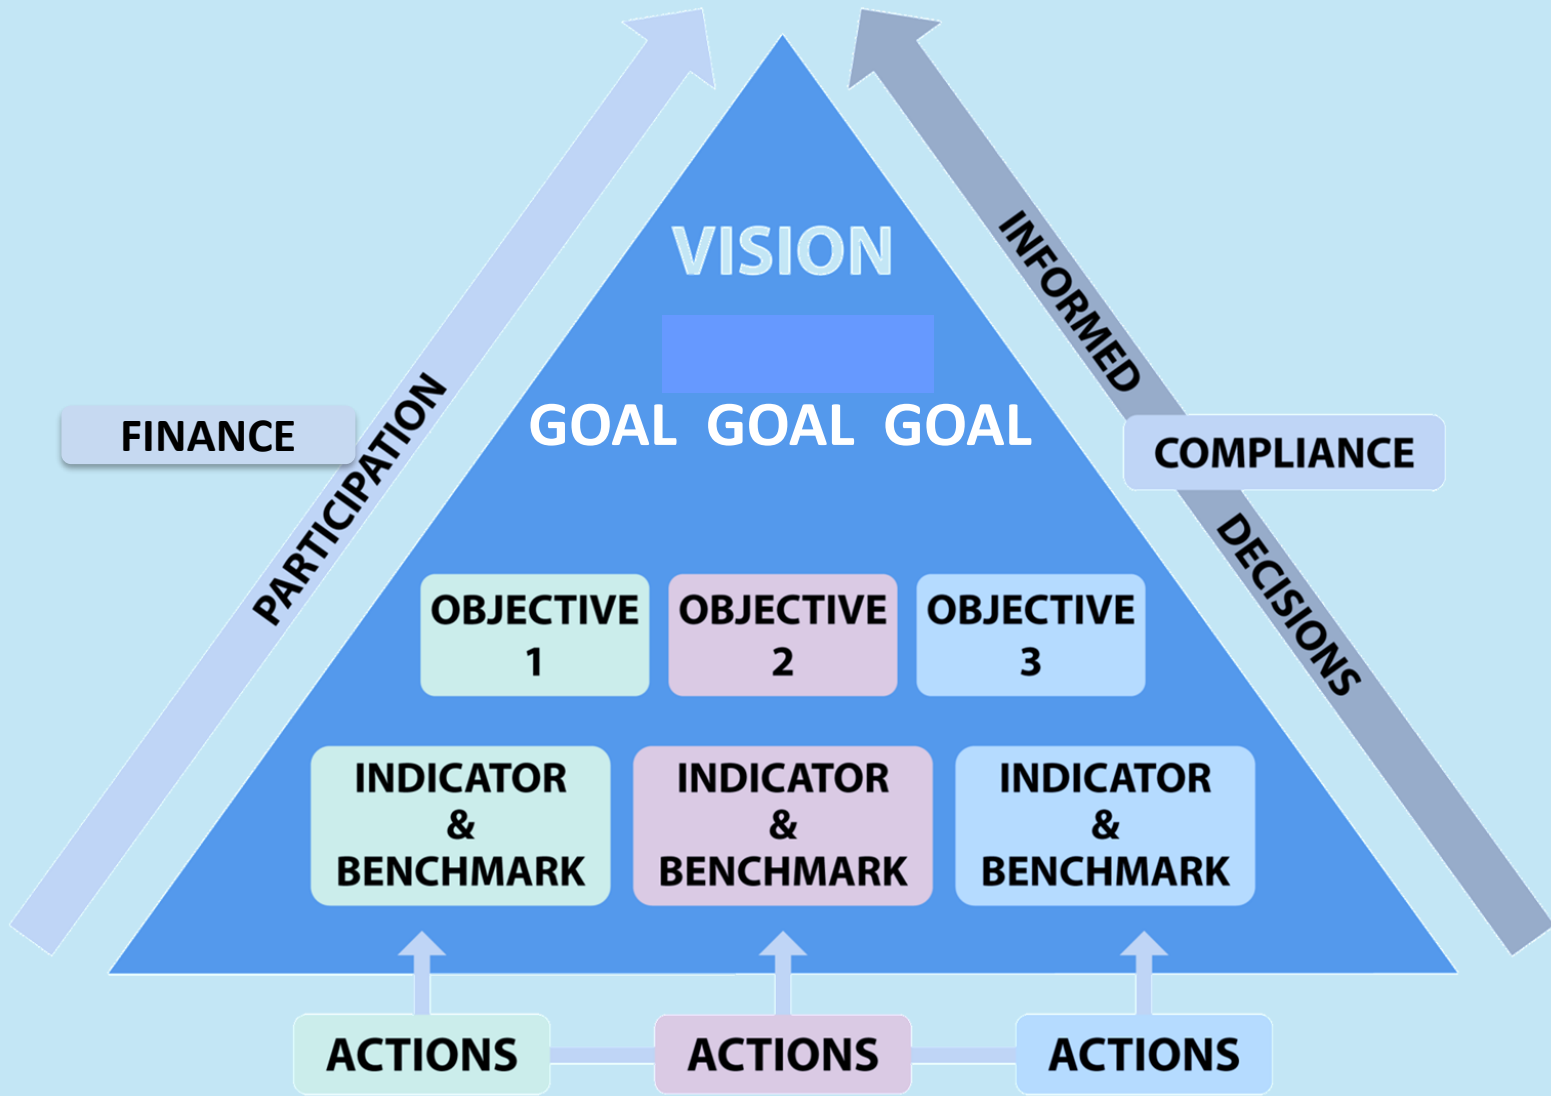 VISION
GOAL GOAL GOAL
FINANCE
PARTICIPATION
INFORMED
COMPLIANCE
DECISIONS
OBJECTIVE
1
OBJECTIVE
2
OBJECTIVE
3
INDICATOR
&
BENCHMARK
INDICATOR
&
BENCHMARK
INDICATOR
&
BENCHMARK
ACTIONS
ACTIONS
ACTIONS